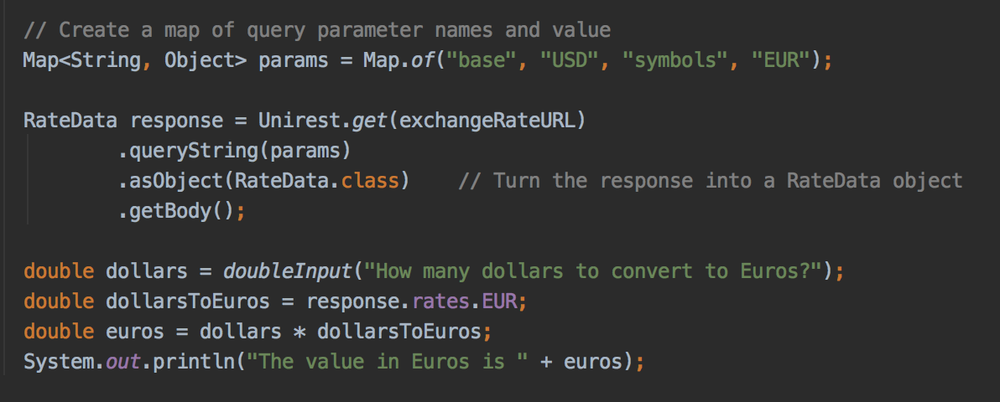 // Create a map of query parameter names and value
Map<String, Object> params = Map.of("base", "USD", "symbols", "EUR");
RateData response = Unirest.get(exchangeRateURL)
.queryString(params)
.asObject(RateData.class)    // Turn the response into a RateData object
.getBody();
double dollars = doubleInput("How many dollars to convert to Euros?");
double dollarsToEuros = response.rates.EUR;
double euros = dollars * dollarsToEuros;
System.out.println("The value in Euros is " + euros);